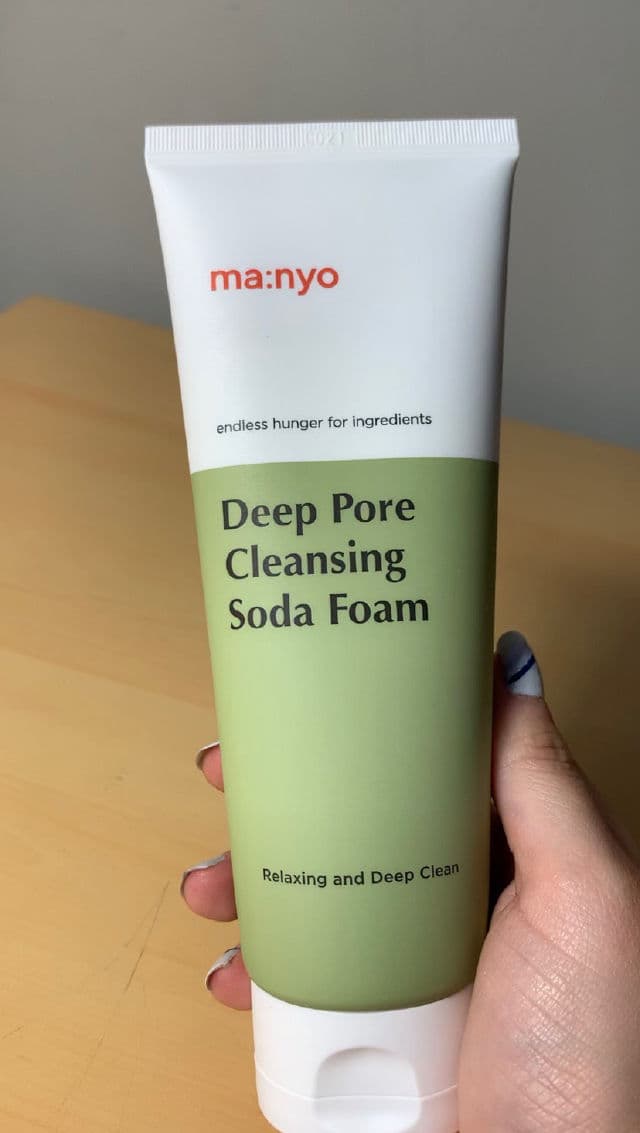 ma:nyo
endless hunger for ingredients
Deep Pore
Cleansing
Soda Foam
Relaxing and Deep Clean